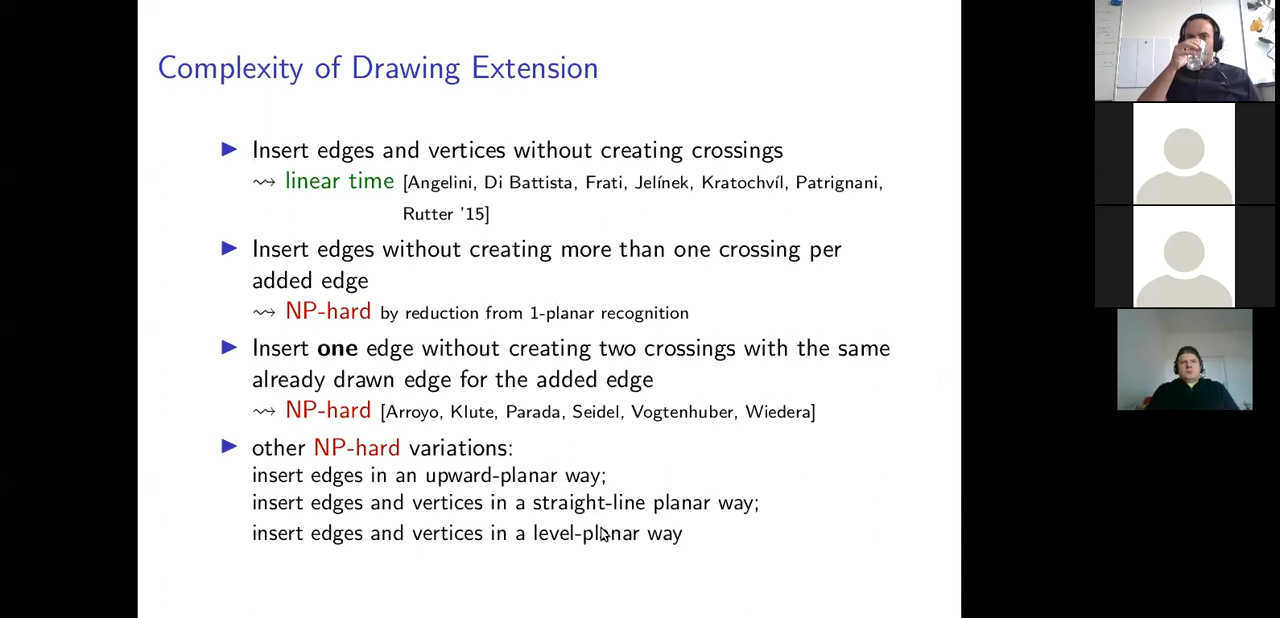 Complexity of Drawing Extension
Insert edges and vertices without creating crossings
⇝ linear time [Angelini, Di Battista, Frati, Jelínek, Kratochvíl, Patrignani,
Rutter '15]
Insert edges without creating more than one crossing per
added edge
⇝ NP-hard by reduction from 1-planar recognition
Insert one edge without creating two crossings with the same
already drawn edge for the added edge
⇝ NP-hard [Arroyo, Klute, Parada, Seidel, Vogtenhuber, Wiedera]
other NP-hard variations:
insert edges in an upward-planar way;
insert edges and vertices in a straight-line planar way;
insert edges and vertices in a level-planar way